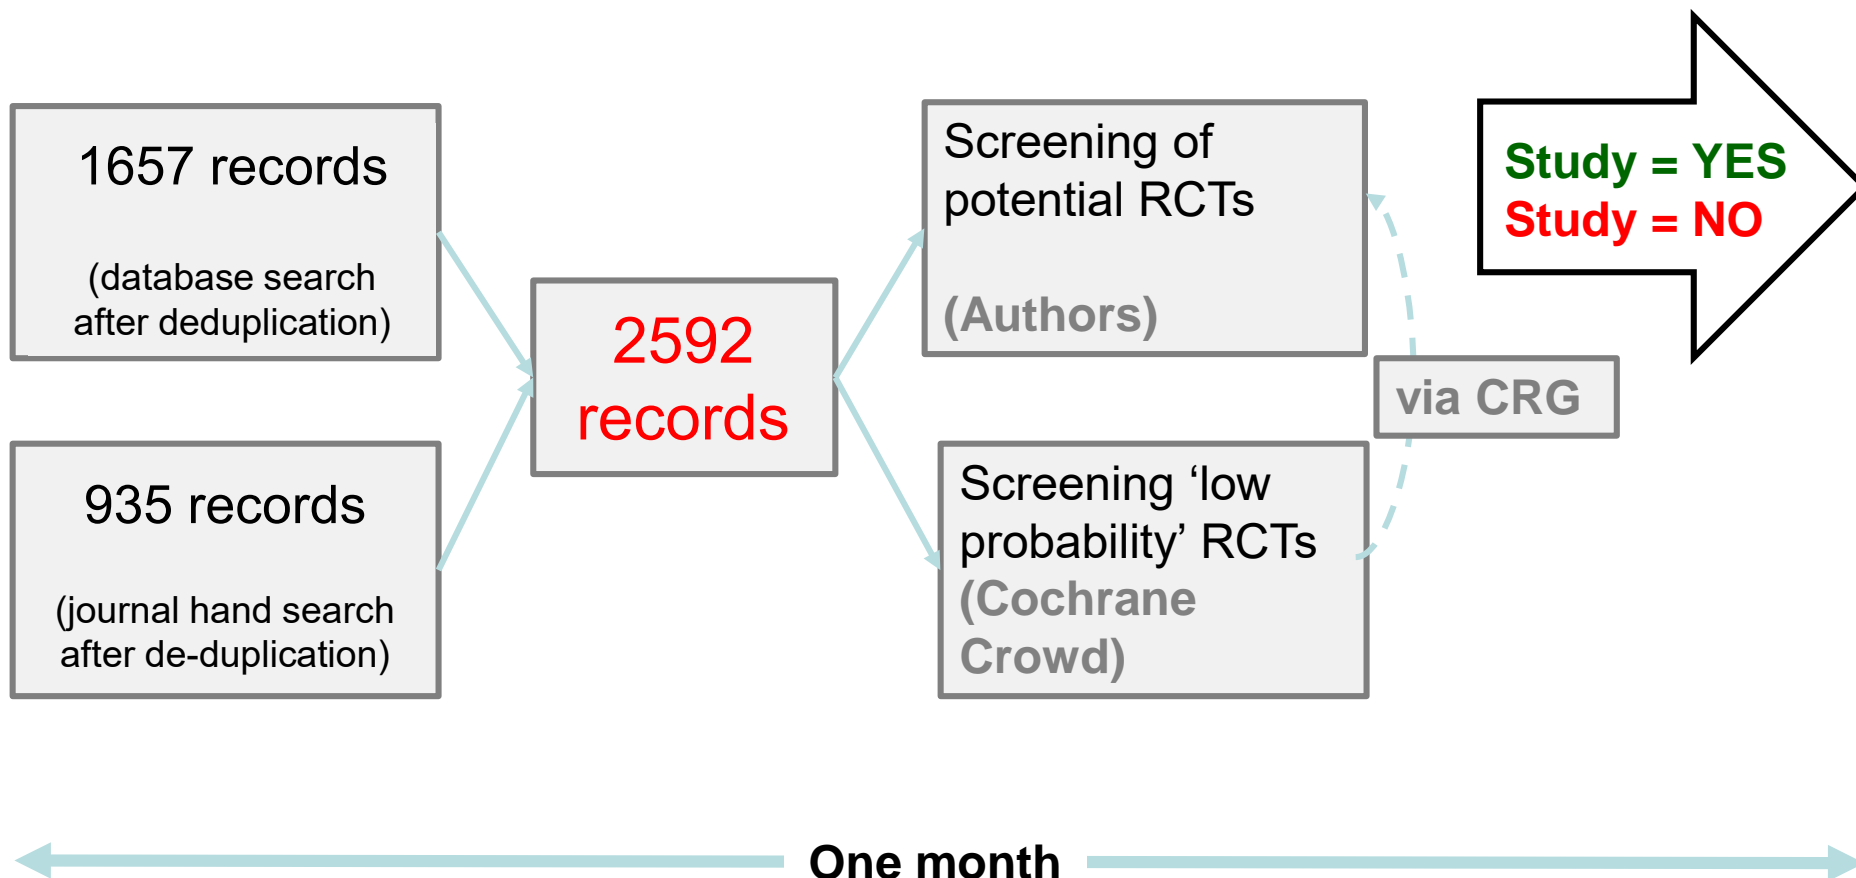 1657 records
(database search
after deduplication)
935 records
(journal hand search
after de-duplication)
2592
records
Screening of
potential RCTs
(Authors)
Screening ‘low
probability’ RCTs
(Cochrane
Crowd)
via CRG
Study = YES
Study = NO
One month